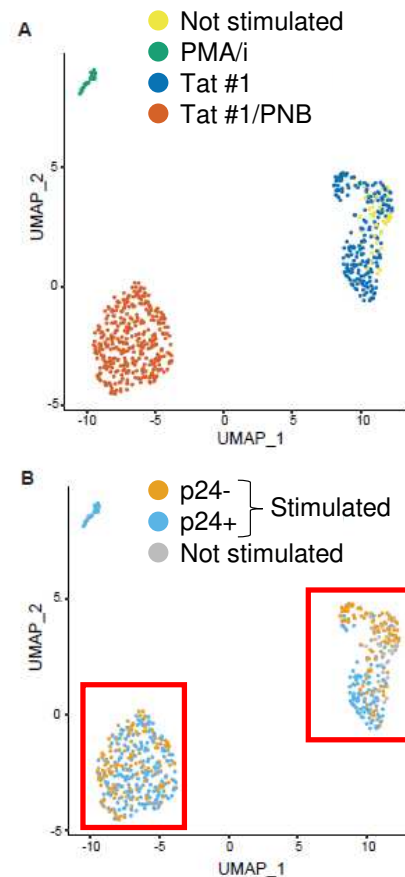 A
Not stimulated
PMA/i
Tat #1
Tat #1/PNB
UMAP_2
5
0
-5
-10
-5
0
5
10
UMAP_1
B
p24-
p24+
Stimulated
Not stimulated
UMAP_2
5
0
-5
-10
-5
0
5
10
UMAP_1